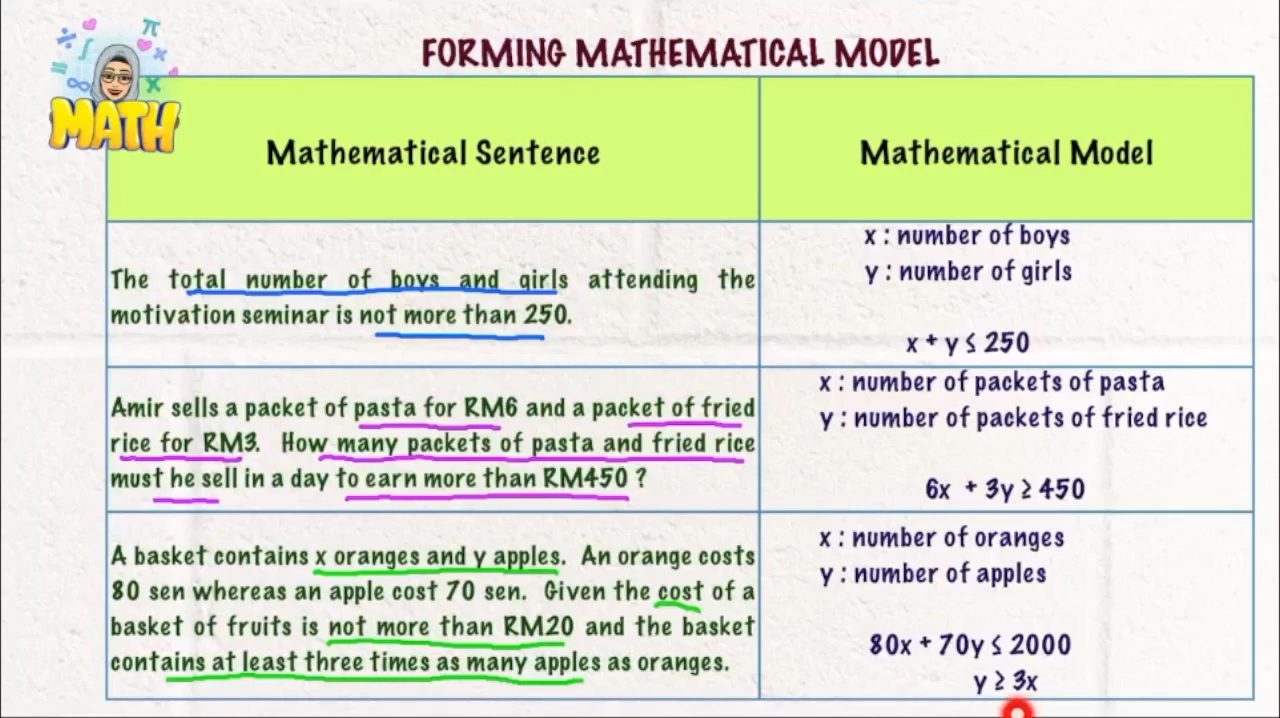 FORMING MATHEMATICAL MODEL
MATH
Mathematical Sentence
Mathematical Model
The total number of boys and girls attending the
motivation seminar is not more than 250.
x : number of boys
y : number of girls
x + y ≤ 250
Amir sells a packet of pasta for RM6 and a packet of fried
rice for RM3. How many packets of pasta and fried rice
must he sell in a day to earn more than RM450 ?
x : number of packets of pasta
y : number of packets of fried rice
6x + 3y ≥ 450
A basket contains x oranges and y apples. An orange costs
80 sen whereas an apple cost 70 sen. Given the cost of a
basket of fruits is not more than RM20 and the basket
contains at least three times as many apples as oranges.
x : number of oranges
y : number of apples
80x + 70y ≤ 2000
y ≥ 3x